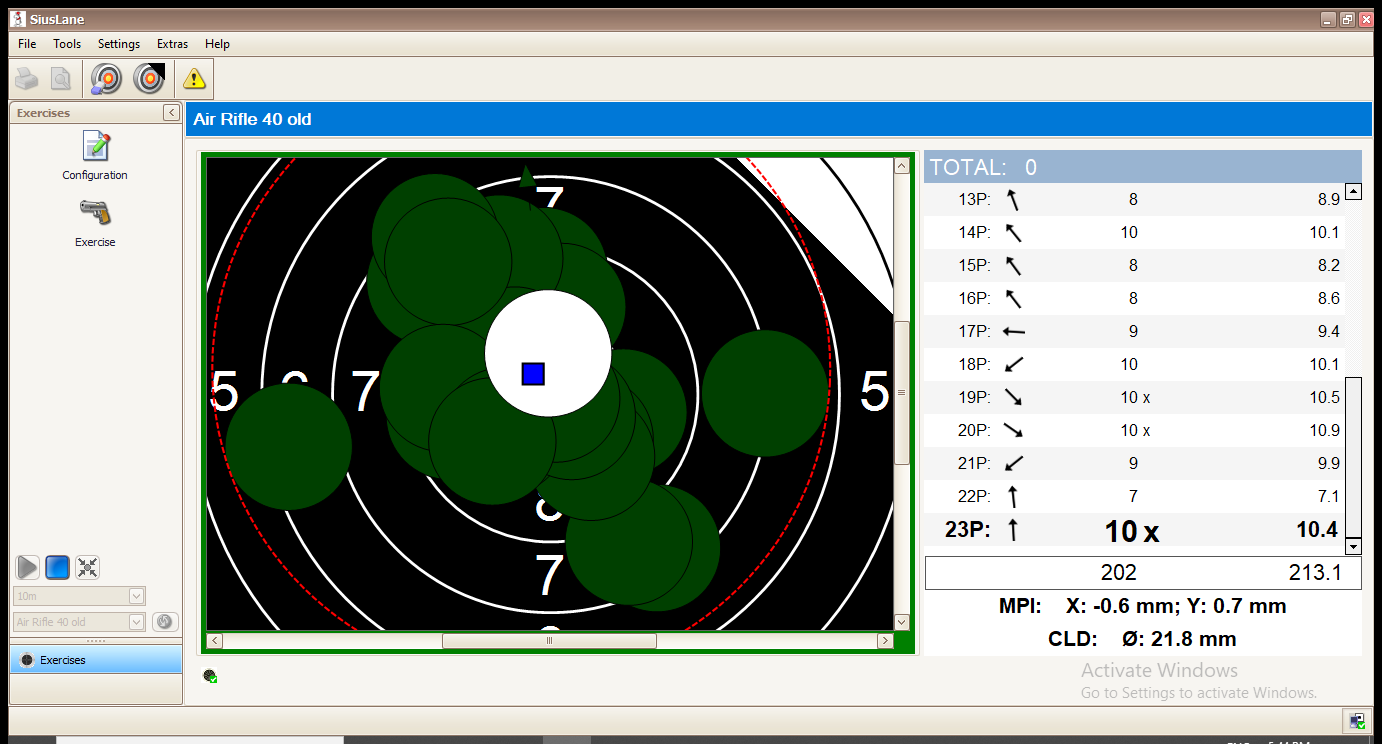 SiusLane
File Tools Settings Extras Help
Exercises
Configuration
Exercise
10m
Air Rifle 40 old
Exercises
Air Rifle 40 old
7
5 7 5
8
7
TOTAL: 0
13P: 8 8.9
14P: 10 10.1
15P: 8 8.2
16P: 8 8.6
17P: 9 9.4
18P: 10 10.1
19P: 10 x 10.5
20P: 10 x 10.9
21P: 9 9.9
22P: 7 7.1
23P: 10 x 10.4
202 213.1
MPI: X: -0.6 mm; Y: 0.7 mm
CLD: Ø: 21.8 mm
Activate Windows
Go to Settings to activate Windows.